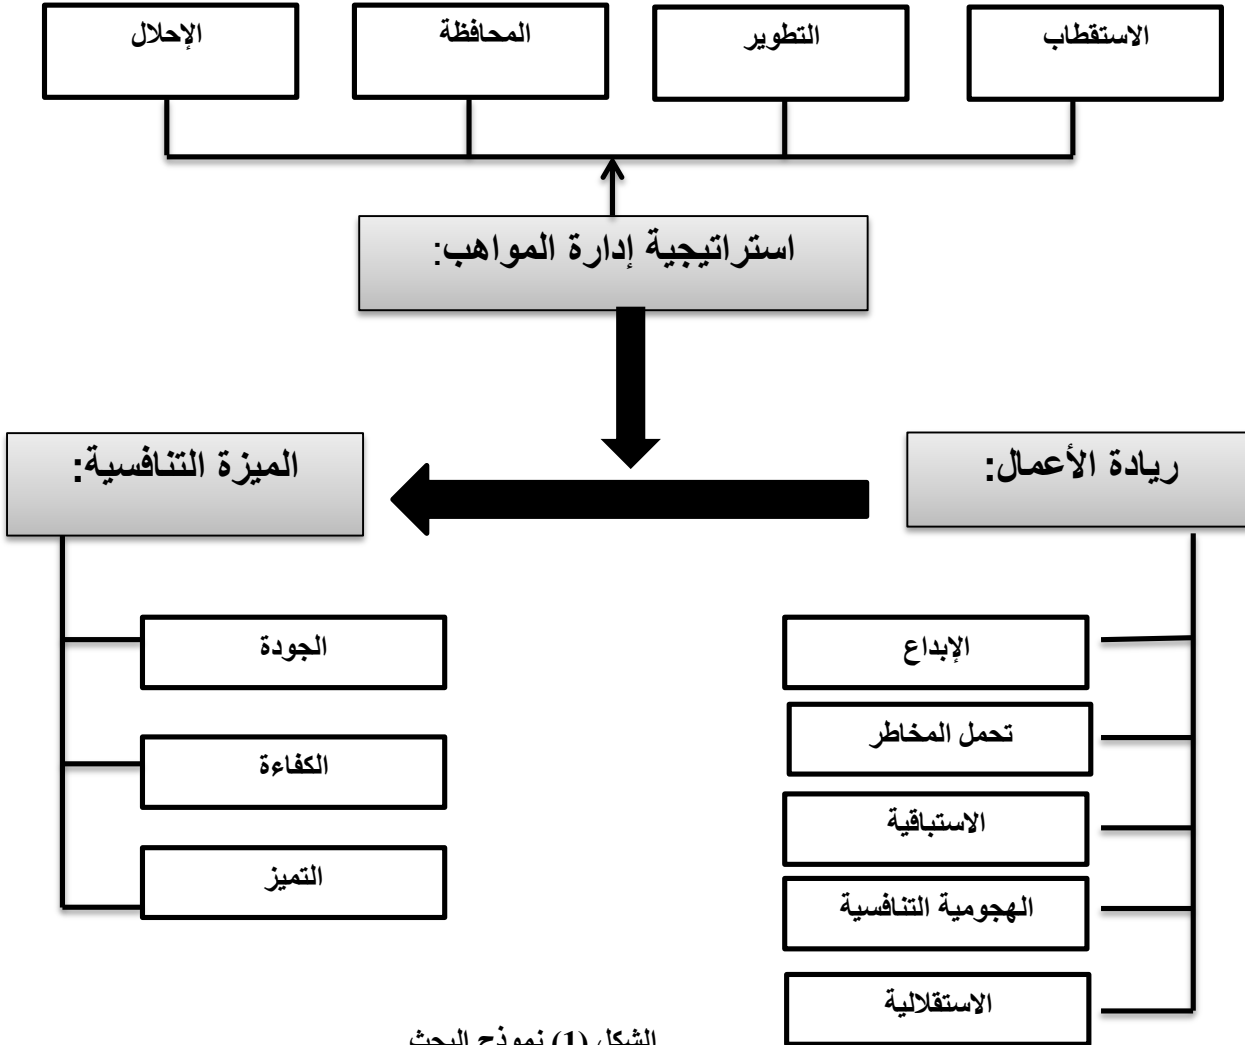 الاستقطاب
التطوير
المحافظة
الإحلال
استراتيجية إدارة المواهب:
ريادة الأعمال:
الميزة التنافسية:
الإبداع
تحمل المخاطر
الاستباقية
الهجومية التنافسية
الاستقلالية
الجودة
الكفاءة
التميز
الشكل (1) نموذج البحث